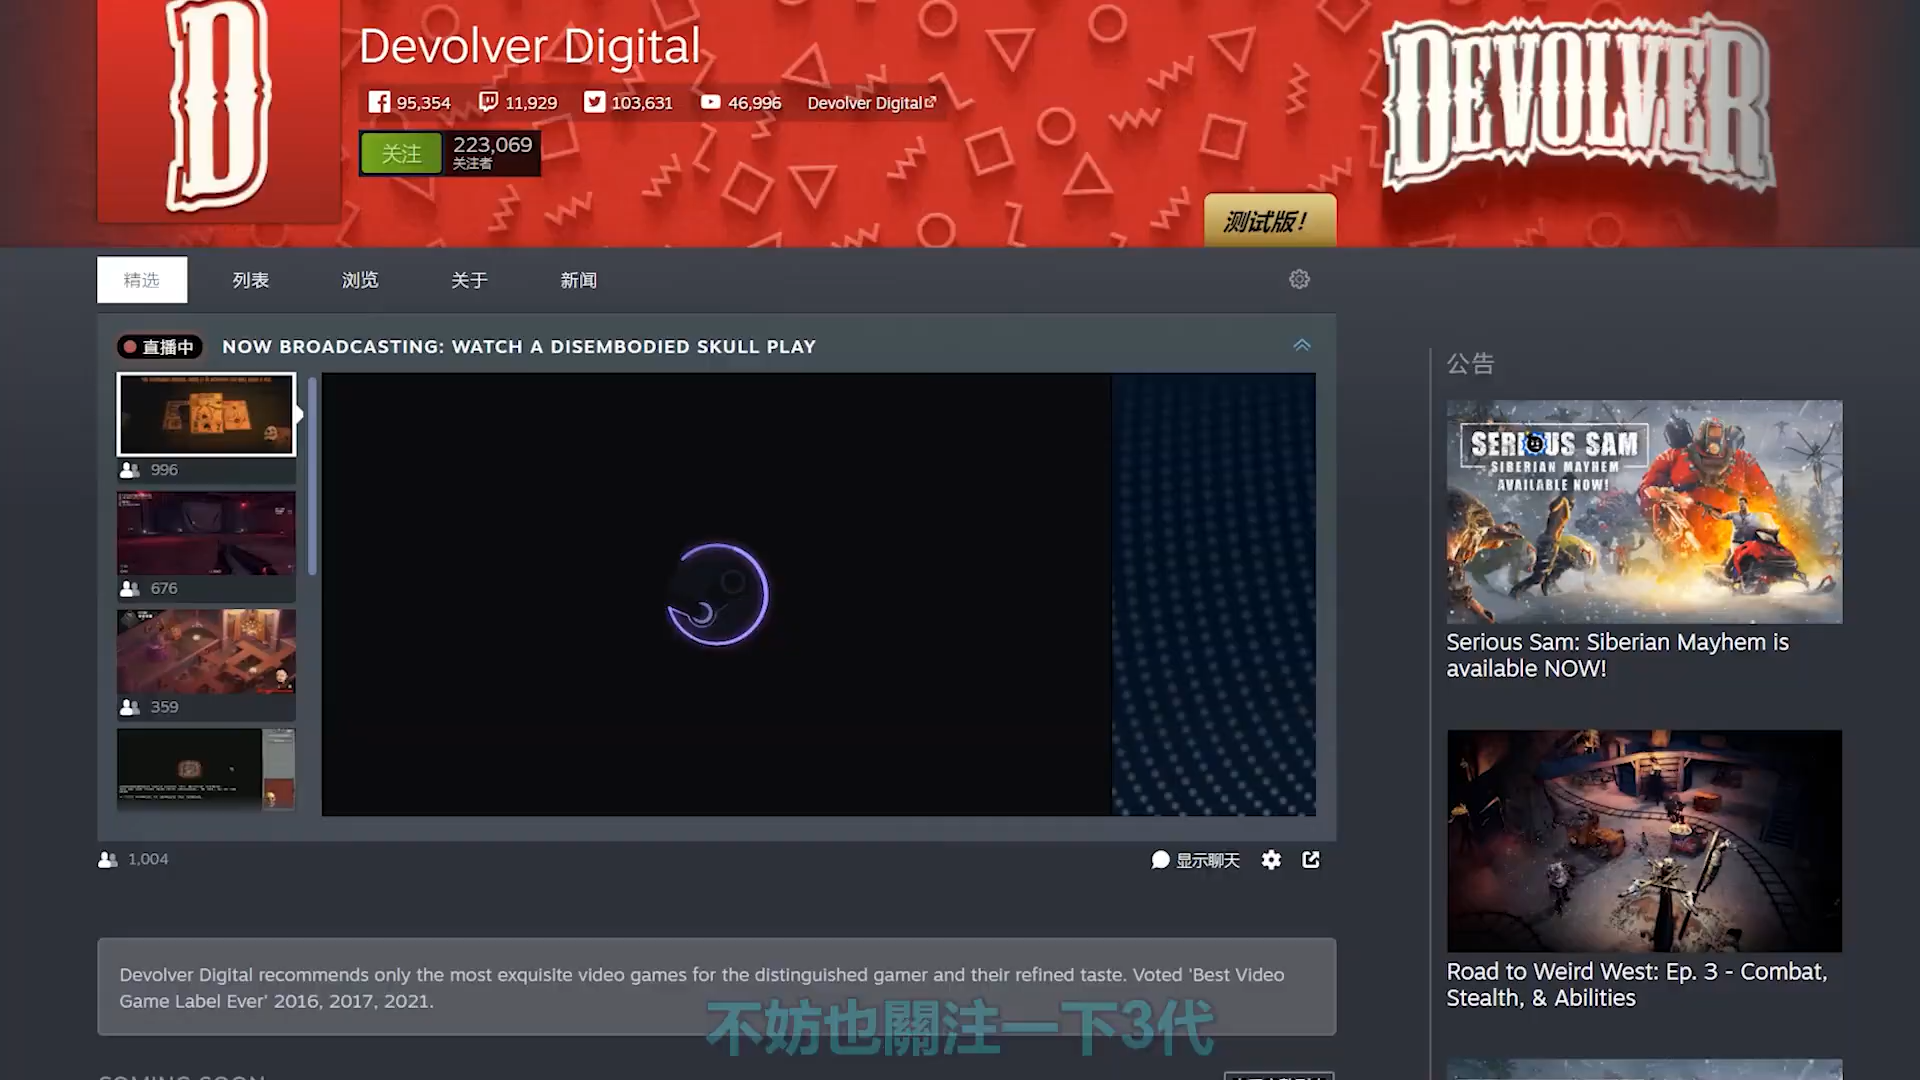 Devolver Digital
95,354
11,929
103,631
46,996
Devolver Digital
关注
223,069
关注者
DEVOLVER
测试版!
精选
列表
浏览
关于
新闻
直播中
NOW BROADCASTING: WATCH A DISEMBODIED SKULL PLAY
996
676
359
1,004
显示聊天
公告
SERIOUS SAM
SIBERIAN MAYHEM
AVAILABLE NOW!
Serious Sam: Siberian Mayhem is
available NOW!
Road to Weird West: Ep. 3 - Combat,
Stealth, & Abilities
Devolver Digital recommends only the most exquisite video games for the distinguished gamer and their refined taste. Voted 'Best Video
Game Label Ever' 2016, 2017, 2021.
不妨也關注一下3代
COMING SOON